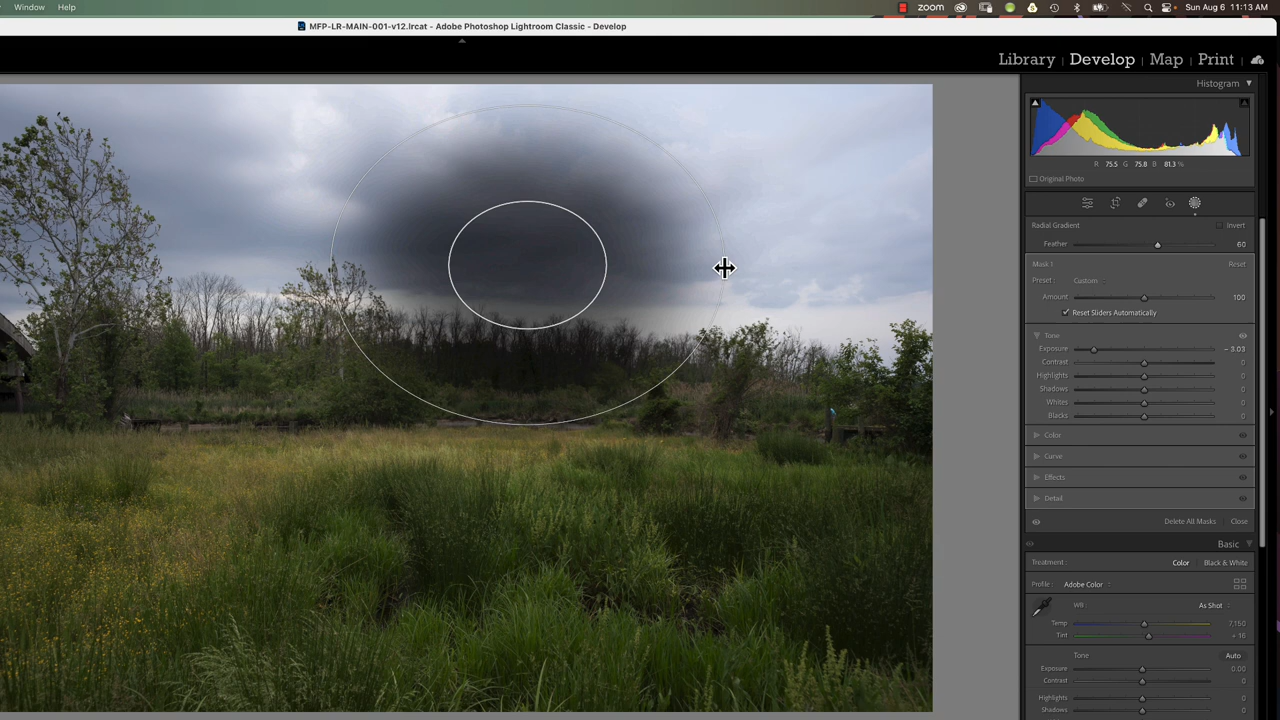 Window Help zoom Sun Aug 6 11:13 AM
MFP-LR-MAIN-001-v12.lrcat - Adobe Photoshop Lightroom Classic - Develop
Library | Develop | Map | Print
Histogram
R 75.5 G 75.8 B 81.3 %
Original Photo
Radial Gradient Invert
Feather 60
Mask 1 Reset
Preset: Custom
Amount 100
Reset Sliders Automatically
Tone
Exposure – 3.03
Contrast 0
Highlights 0
Shadows 0
Whites 0
Blacks 0
Color
Curve
Effects
Detail
Delete All Masks Close
Basic
Treatment: Color Black & White
Profile: Adobe Color
WB: As Shot
Temp 7,150
Tint + 16
Tone Auto
Exposure 0.00
Contrast 0
Highlights 0
Shadows 0